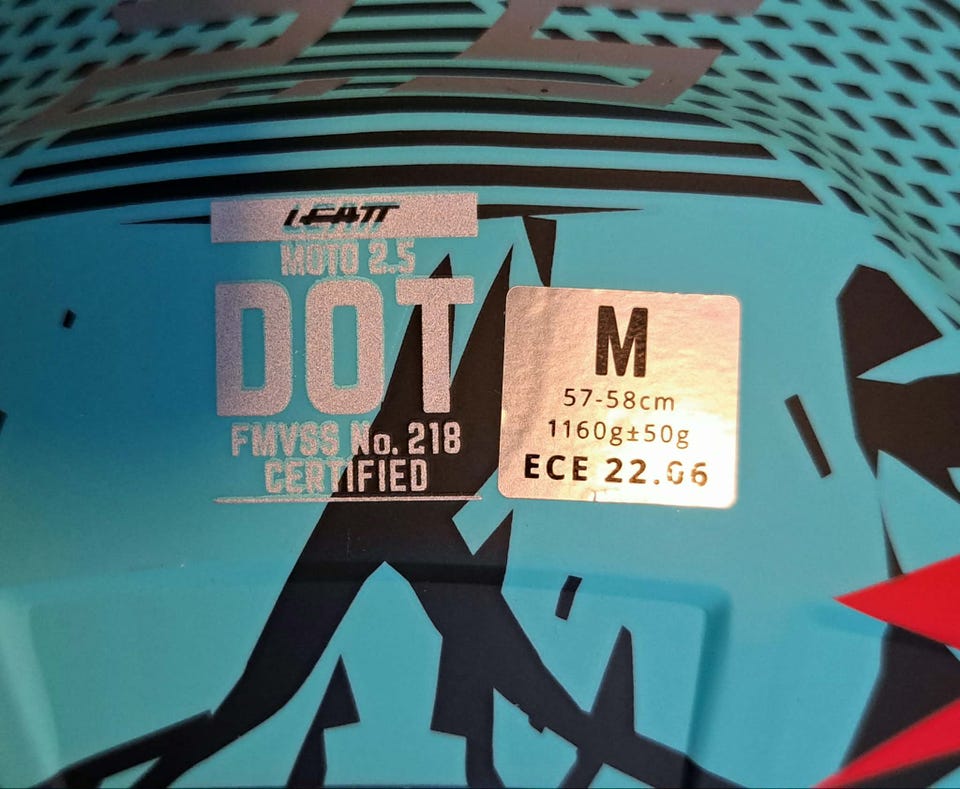 LEATT
MOTO 2.5
DOT
FMVSS No. 218
CERTIFIED
M
57-58cm
1160g±50g
ECE 22.06